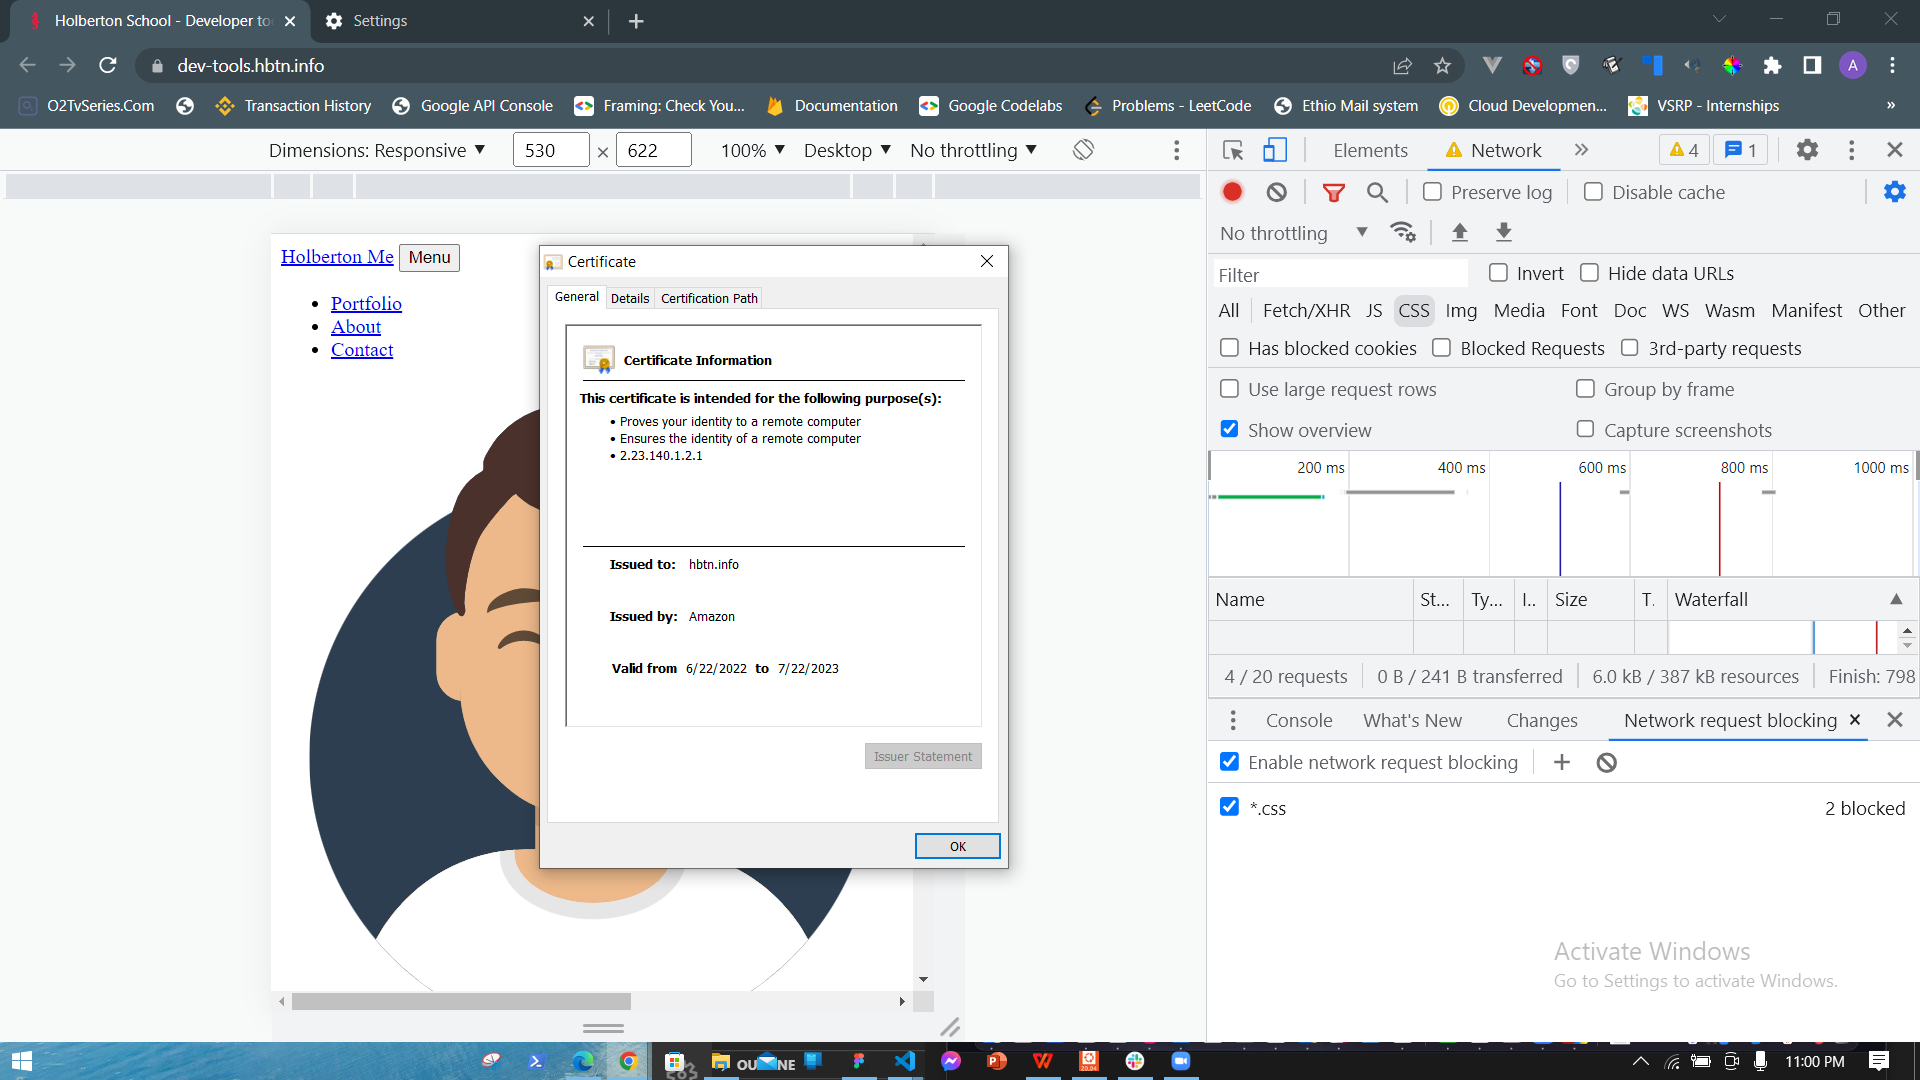 Holberton School - Developer to
Settings
dev-tools.hbtn.info
A
O2TvSeries.Com
Transaction History
Google API Console
Framing: Check You...
Documentation
Google Codelabs
Problems - LeetCode
Ethio Mail system
Cloud Developmen...
VSRP - Internships
»
Dimensions: Responsive
530 × 622
100%
Desktop
No throttling
Elements
Network
4
1
Preserve log
Disable cache
No throttling
Filter
Invert
Hide data URLs
All Fetch/XHR JS CSS Img Media Font Doc WS Wasm Manifest Other
Has blocked cookies
Blocked Requests
3rd-party requests
Use large request rows
Group by frame
Show overview
Capture screenshots
200 ms 400 ms 600 ms 800 ms 1000 ms
Name St... Ty... I.. Size T. Waterfall
4 / 20 requests
0 B / 241 B transferred
6.0 kB / 387 kB resources
Finish: 798
Console
What's New
Changes
Network request blocking
Enable network request blocking
*.css
2 blocked
Holberton Me
Menu
Portfolio
About
Contact
Certificate
General
Details
Certification Path
Certificate Information
This certificate is intended for the following purpose(s):
• Proves your identity to a remote computer
• Ensures the identity of a remote computer
• 2.23.140.1.2.1
Issued to: hbtn.info
Issued by: Amazon
Valid from 6/22/2022 to 7/22/2023
Issuer Statement
OK
Activate Windows
Go to Settings to activate Windows.
20.04
11:00 PM